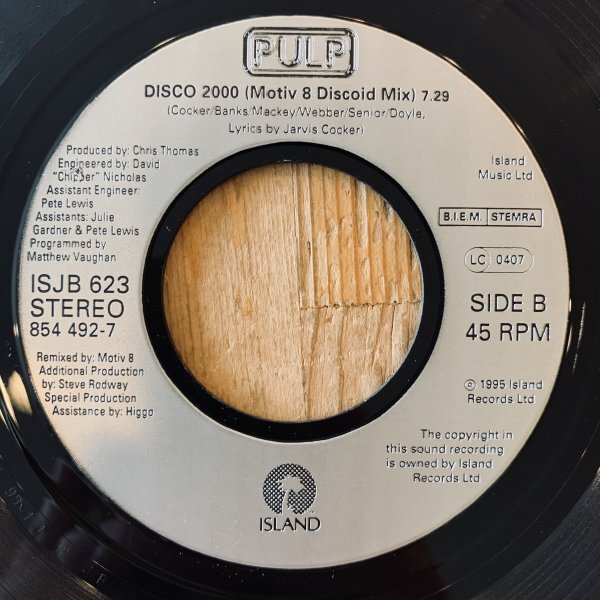 PULP
DISCO 2000 (Motiv 8 Discoid Mix) 7.29
(Cocker/Banks/Mackey/Webber/Senior/Doyle,
Lyrics by Jarvis Cocker)
Produced by: Chris Thomas
Engineered by: David
"Chipper" Nicholas
Assistant Engineer:
Pete Lewis
Assistants: Julie
Gardner & Pete Lewis
Programmed by
Matthew Vaughan
ISJB 623
STEREO
854 492-7
Remixed by: Motiv 8
Additional Production
by: Steve Rodway
Special Production
Assistance by: Higgo
Island
Music Ltd
B.I.E.M. STEMRA
LC 0407
SIDE B
45 RPM
℗ 1995 Island
Records Ltd
The copyright in
this sound recording
is owned by Island
Records Ltd
ISLAND